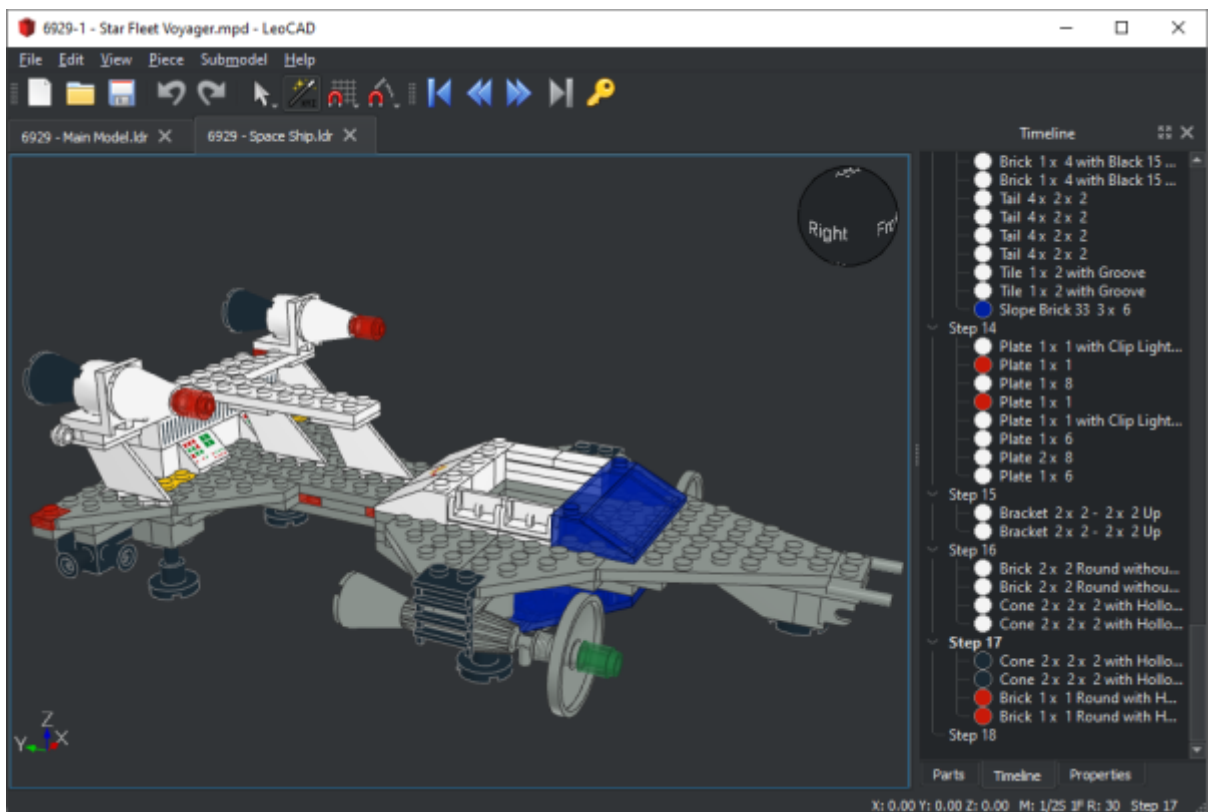 6929-1 - Star Fleet Voyager.mpd - LeoCAD
File Edit View Piece Submodel Help
6929 - Main Model.ldr
6929 - Space Ship.ldr
Timeline
Right
Brick 1 x 4 with Black 15 ...
Brick 1 x 4 with Black 15 ...
Tail 4 x 2 x 2
Tail 4 x 2 x 2
Tail 4 x 2 x 2
Tail 4 x 2 x 2
Tile 1 x 2 with Groove
Tile 1 x 2 with Groove
Slope Brick 33 3 x 6
Step 14
Plate 1 x 1 with Clip Light...
Plate 1 x 1
Plate 1 x 8
Plate 1 x 1
Plate 1 x 1 with Clip Light...
Plate 1 x 6
Plate 2 x 8
Plate 1 x 6
Step 15
Bracket 2 x 2 - 2 x 2 Up
Bracket 2 x 2 - 2 x 2 Up
Step 16
Brick 2 x 2 Round withou...
Brick 2 x 2 Round withou...
Cone 2 x 2 x 2 with Hollo...
Cone 2 x 2 x 2 with Hollo...
Step 17
Cone 2 x 2 x 2 with Hollo...
Cone 2 x 2 x 2 with Hollo...
Brick 1 x 1 Round with H...
Brick 1 x 1 Round with H...
Step 18
Z
Y X
Parts Timeline Properties
X: 0.00 Y: 0.00 Z: 0.00 M: 1/2S 1F R: 30 Step 17